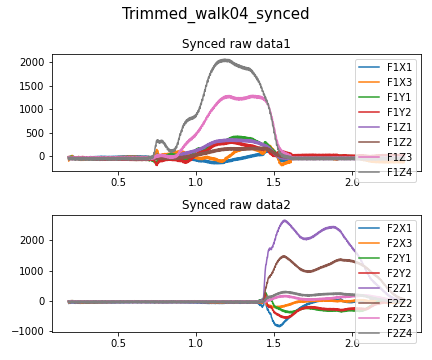 Trimmed_walk04_synced
Synced raw data1
2000
1500
1000
500
0
0.5
1.0
1.5
2.0
F1X1
F1X3
F1Y1
F1Y2
F1Z1
F1Z2
F1Z3
F1Z4
Synced raw data2
2000
1000
0
−1000
0.5
1.0
1.5
2.0
F2X1
F2X3
F2Y1
F2Y2
F2Z1
F2Z2
F2Z3
F2Z4